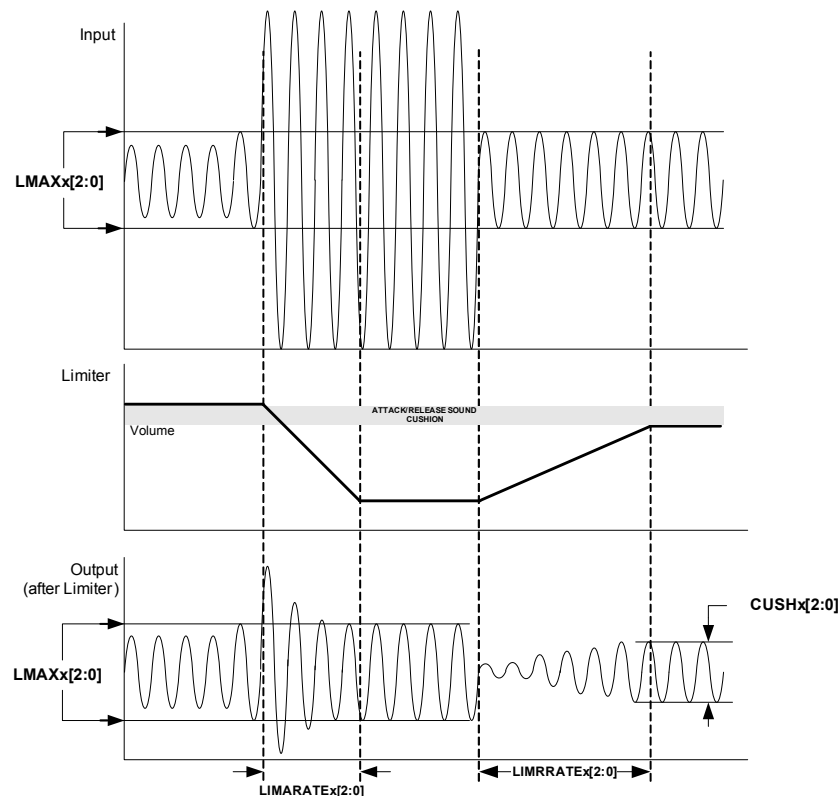 Input
LMAXx[2:0]
Limiter
ATTACK/RELEASE SOUND
CUSHION
Volume
Output
(after Limiter)
CUSHx[2:0]
LMAXx[2:0]
LIMARATEx[2:0]
LIMRRATEx[2:0]